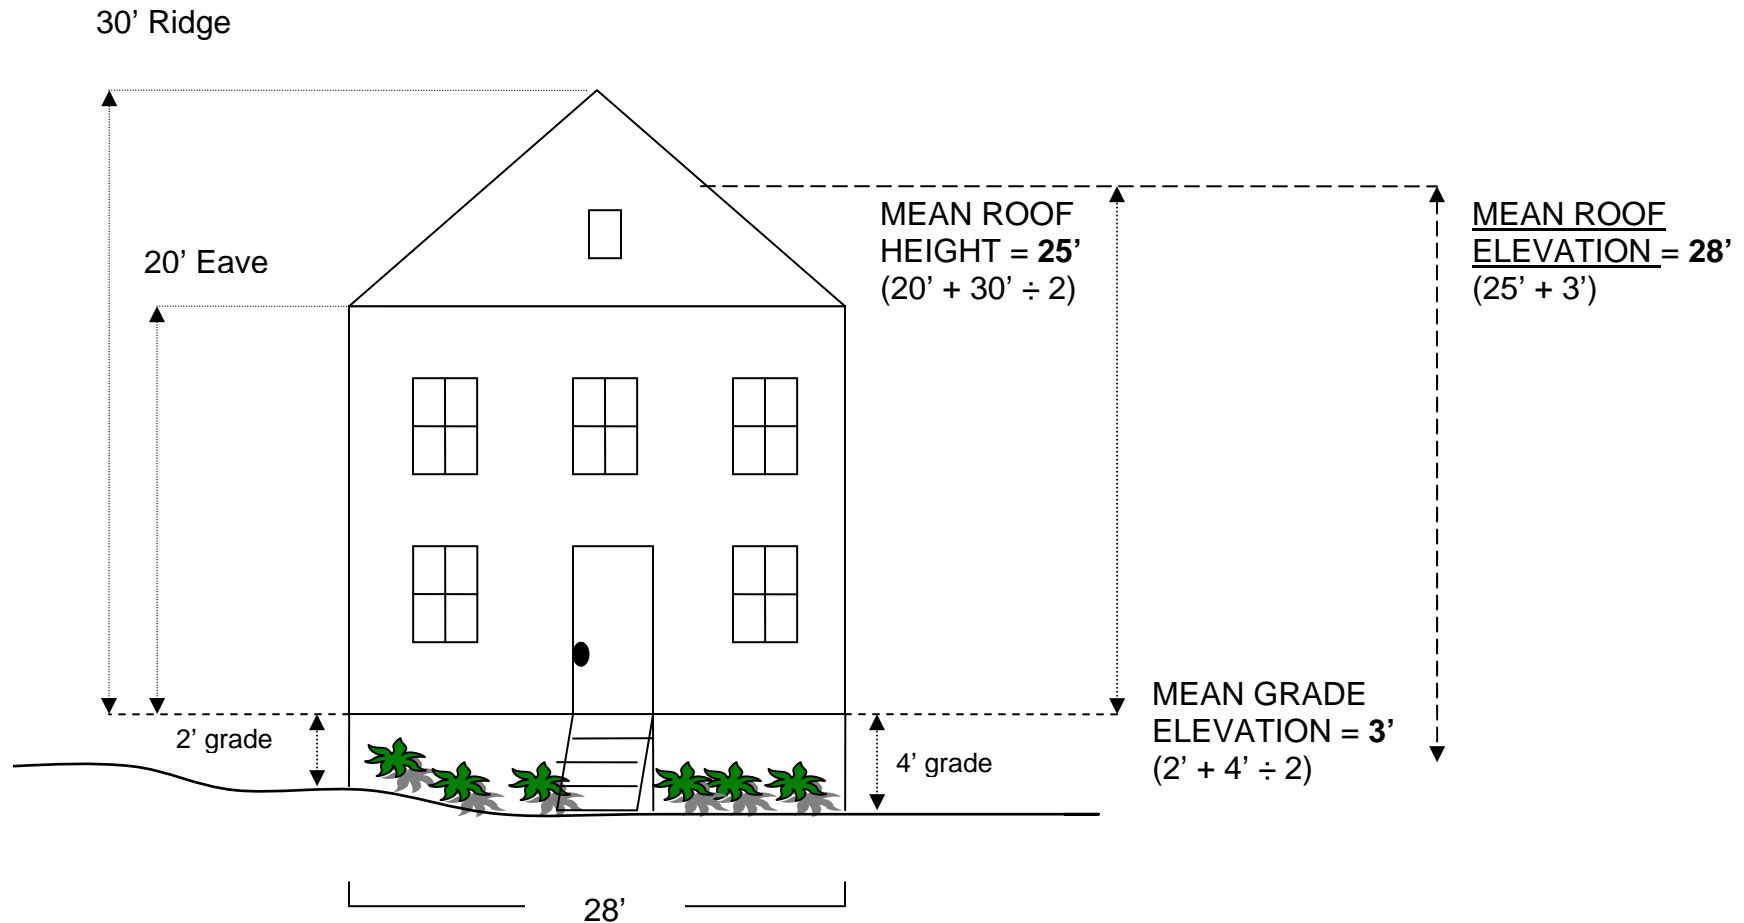 30’ Ridge
20’ Eave
MEAN ROOF
HEIGHT = 25’
(20’ + 30’ ÷ 2)
MEAN ROOF
ELEVATION = 28’
(25’ + 3’)
2’ grade
4’ grade
MEAN GRADE
ELEVATION = 3’
(2’ + 4’ ÷ 2)
28’